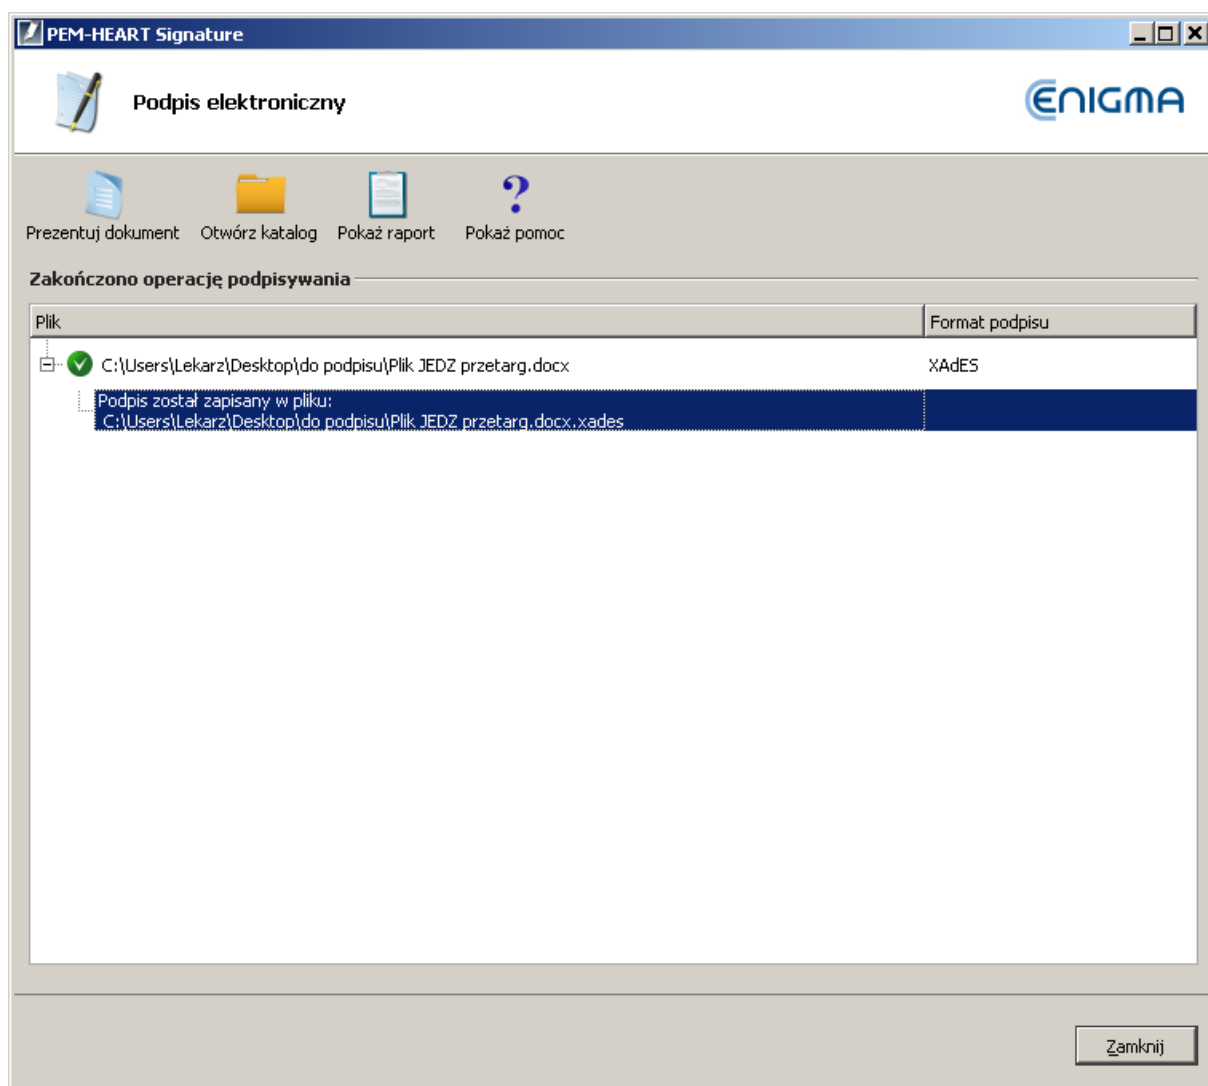 PEM-HEART Signature
Podpis elektroniczny
ЄNIGMA
Prezentuj dokument Otwórz katalog Pokaż raport Pokaż pomoc
Zakończono operację podpisywania
Plik Format podpisu
C:\Users\Lekarz\Desktop\do podpisu\Plik JEDZ przetarg.docx XAdES
Podpis został zapisany w pliku:
C:\Users\Lekarz\Desktop\do podpisu\Plik JEDZ przetarg.docx.xades
Zamknij